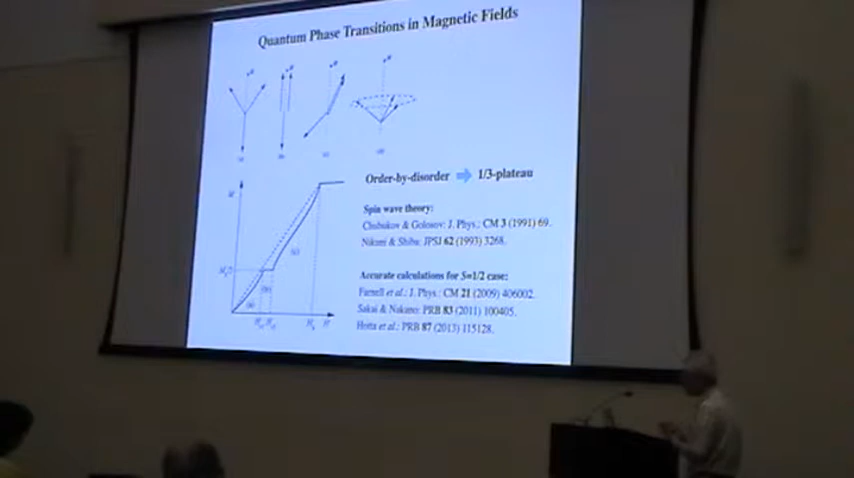 Quantum Phase Transitions in Magnetic Fields
Order-by-disorder 1/3-plateau
Spin wave theory:
Chubukov & Golosov: J. Phys.: CM 3 (1991) 69.
Nikuni & Shiba: JPSJ 62 (1993) 3268.
Accurate calculations for S=1/2 case:
Farnell et al.: J. Phys.: CM 21 (2009) 406002.
Sakai & Nakano: PRB 83 (2011) 100405.
Hotta et al.: PRB 87 (2013) 115128.